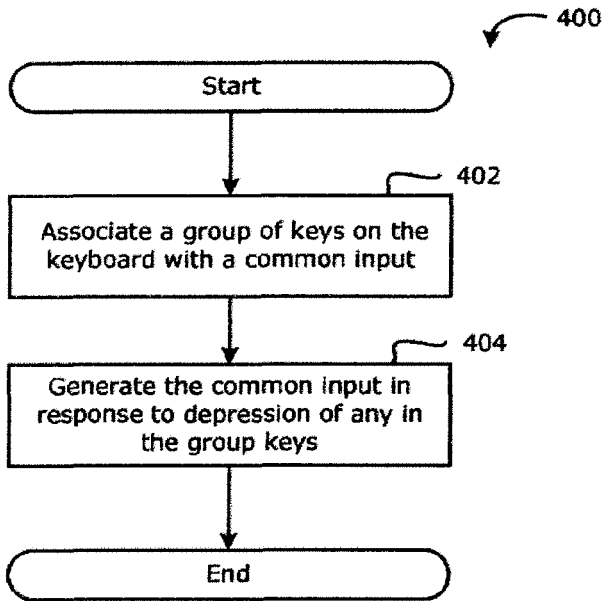 400
Start
402
Associate a group of keys on the
keyboard with a common input
404
Generate the common input in
response to depression of any in
the group keys
End